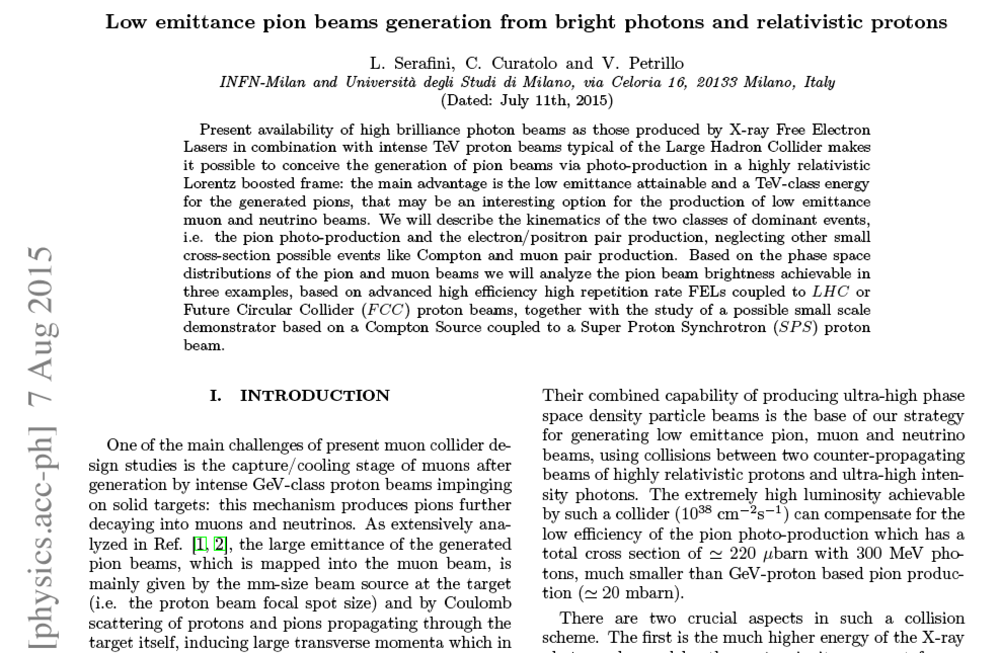 Low emittance pion beams generation from bright photons and relativistic protons
L. Serafini, C. Curatolo and V. Petrillo
INFN-Milan and Università degli Studi di Milano, via Celoria 16, 20133 Milano, Italy
(Dated: July 11th, 2015)
Present availability of high brilliance photon beams as those produced by X-ray Free Electron
Lasers in combination with intense TeV proton beams typical of the Large Hadron Collider makes
it possible to conceive the generation of pion beams via photo-production in a highly relativistic
Lorentz boosted frame: the main advantage is the low emittance attainable and a TeV-class energy
for the generated pions, that may be an interesting option for the production of low emittance
muon and neutrino beams. We will describe the kinematics of the two classes of dominant events,
i.e. the pion photo-production and the electron/positron pair production, neglecting other small
cross-section possible events like Compton and muon pair production. Based on the phase space
distributions of the pion and muon beams we will analyze the pion beam brightness achievable in
three examples, based on advanced high efficiency high repetition rate FELs coupled to LHC or
Future Circular Collider (FCC) proton beams, together with the study of a possible small scale
demonstrator based on a Compton Source coupled to a Super Proton Synchrotron (SPS) proton
beam.
I. INTRODUCTION
One of the main challenges of present muon collider de-
sign studies is the capture/cooling stage of muons after
generation by intense GeV-class proton beams impinging
on solid targets: this mechanism produces pions further
decaying into muons and neutrinos. As extensively ana-
lyzed in Ref. [1, 2], the large emittance of the generated
pion beams, which is mapped into the muon beam, is
mainly given by the mm-size beam source at the target
(i.e. the proton beam focal spot size) and by Coulomb
scattering of protons and pions propagating through the
target itself, inducing large transverse momenta which in
Their combined capability of producing ultra-high phase
space density particle beams is the base of our strategy
for generating low emittance pion, muon and neutrino
beams, using collisions between two counter-propagating
beams of highly relativistic protons and ultra-high inten-
sity photons. The extremely high luminosity achievable
by such a collider (10³⁸ cm⁻²s⁻¹) can compensate for the
low efficiency of the pion photo-production which has a
total cross section of ≃ 220 μbarn with 300 MeV pho-
tons, much smaller than GeV-proton based pion produc-
tion (≃ 20 mbarn).
There are two crucial aspects in such a collision
scheme. The first is the much higher energy of the X-ray
[physics.acc-ph] 7 Aug 2015